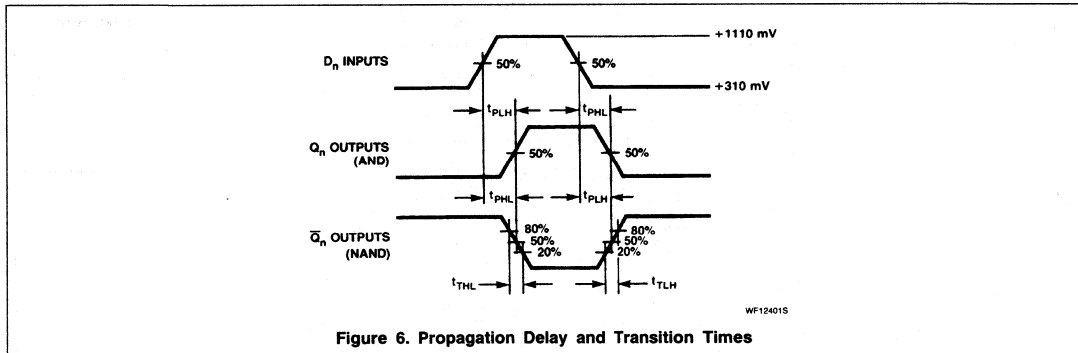 +1110 mV
Dn INPUTS
50%
50%
+310 mV
tPLH
tPHL
Qn OUTPUTS
(AND)
50%
50%
tPHL
tPLH
Q̅n OUTPUTS
(NAND)
80%
50%
20%
80%
50%
20%
tTHL
tTLH
WF12401S
Figure 6. Propagation Delay and Transition Times